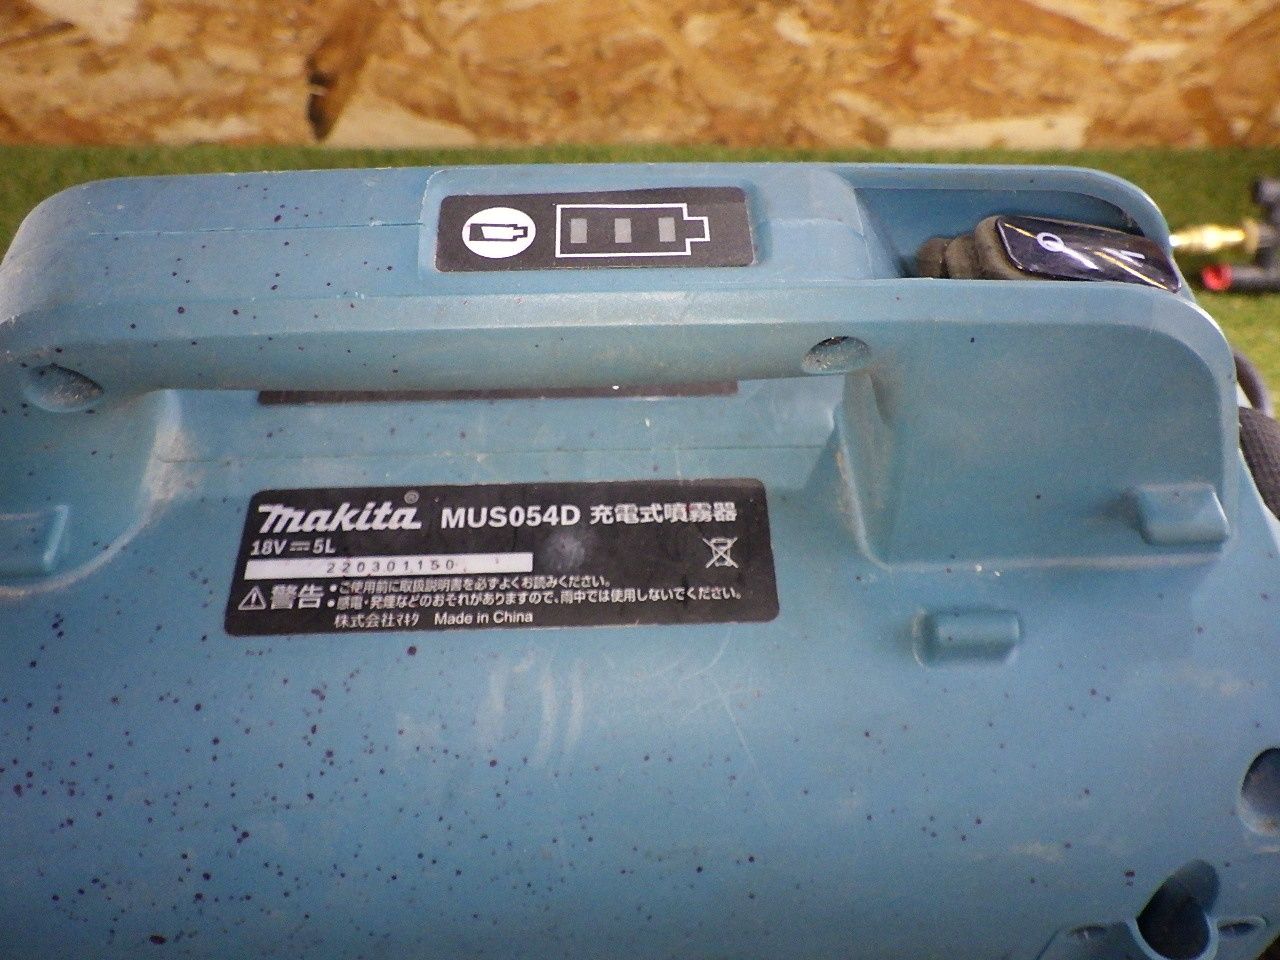 makita® MUS054D 充電式噴霧器
18V⎓5L
220301150
⚠警告 •ご使用前に取扱説明書を必ずよくお読みください。
•感電・発煙などのおそれがありますので、雨中では使用しないでください。
株式会社マキタ Made in China